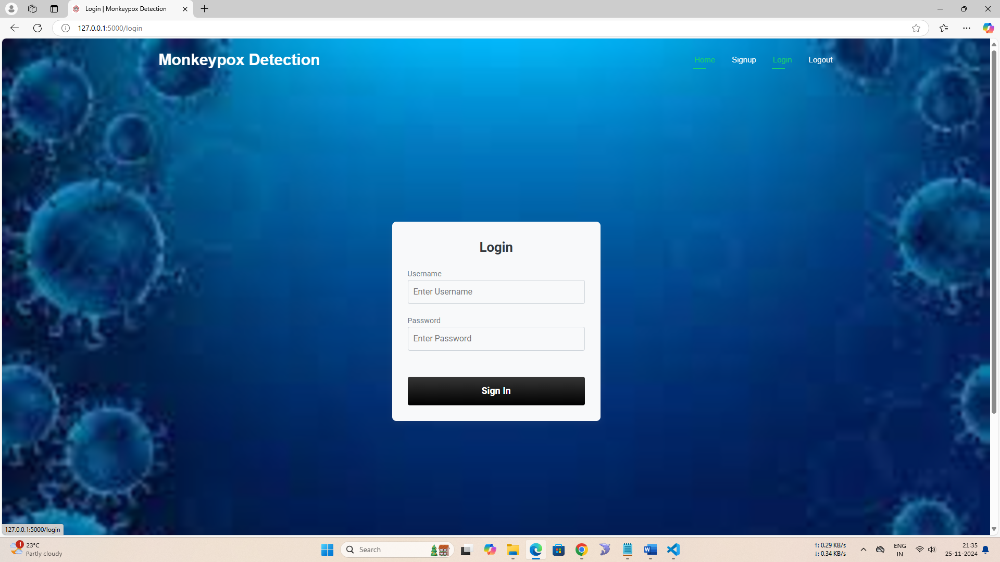 Login | Monkeypox Detection
127.0.0.1:5000/login
Monkeypox Detection
Home Signup Login Logout
Login
Username
Enter Username
Password
Enter Password
Sign In
127.0.0.1:5000/login
1
23°C
Partly cloudy
Search
↑: 0.29 KB/s
↓: 0.34 KB/s
ENG
IN
21:35
25-11-2024